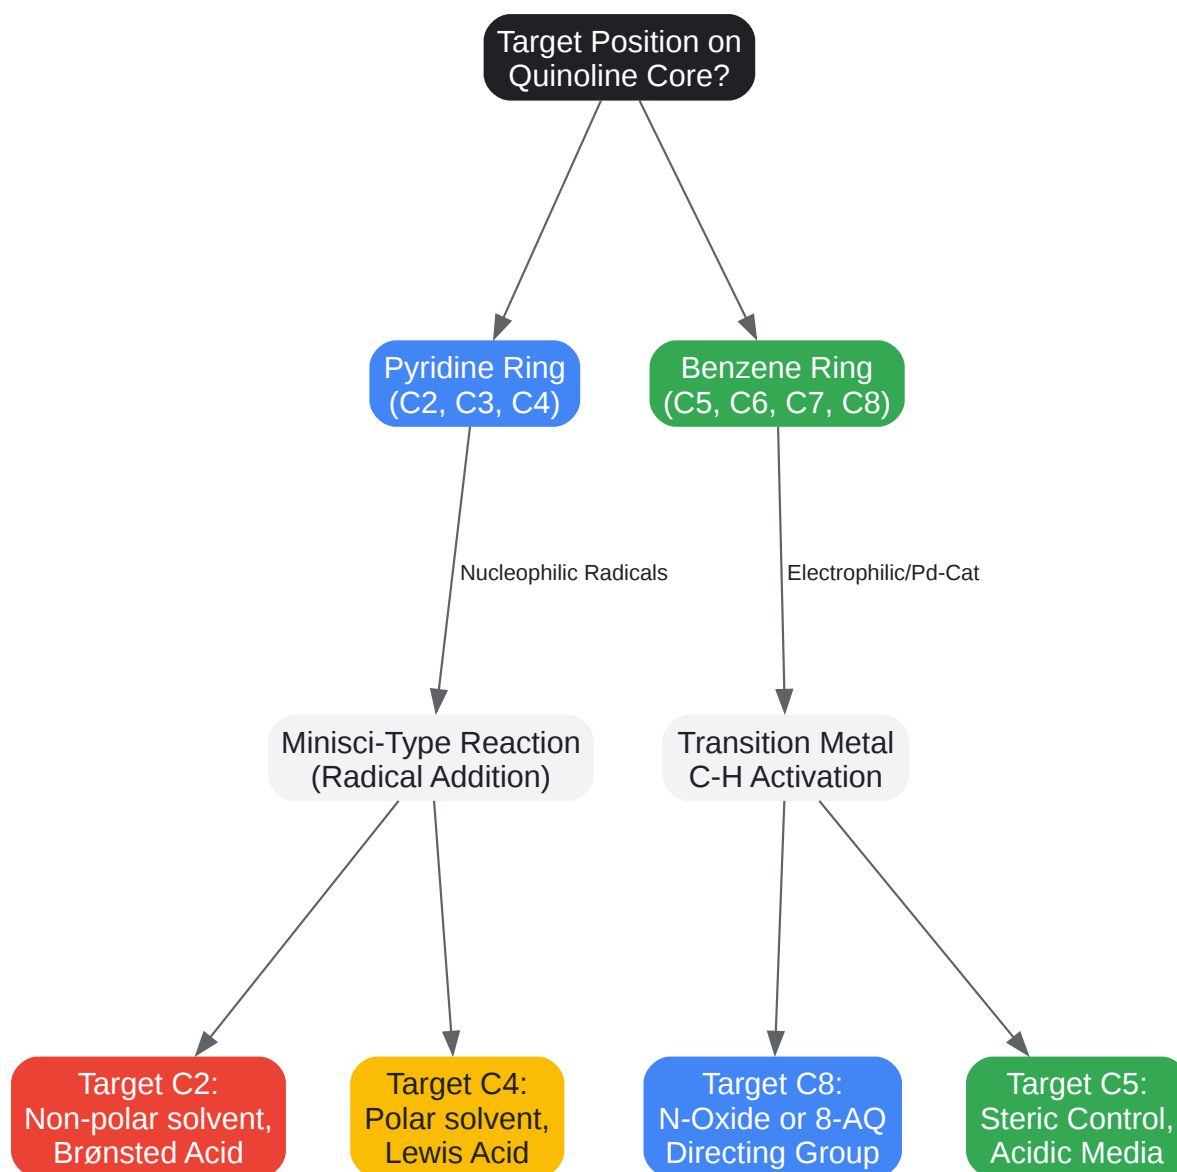 Target Position on
Quinoline Core?
Pyridine Ring
(C2, C3, C4)
Benzene Ring
(C5, C6, C7, C8)
Nucleophilic Radicals
Electrophilic/Pd-Cat
Minisci-Type Reaction
(Radical Addition)
Transition Metal
C-H Activation
Target C2:
Non-polar solvent,
Brønsted Acid
Target C4:
Polar solvent,
Lewis Acid
Target C8:
N-Oxide or 8-AQ
Directing Group
Target C5:
Steric Control,
Acidic Media